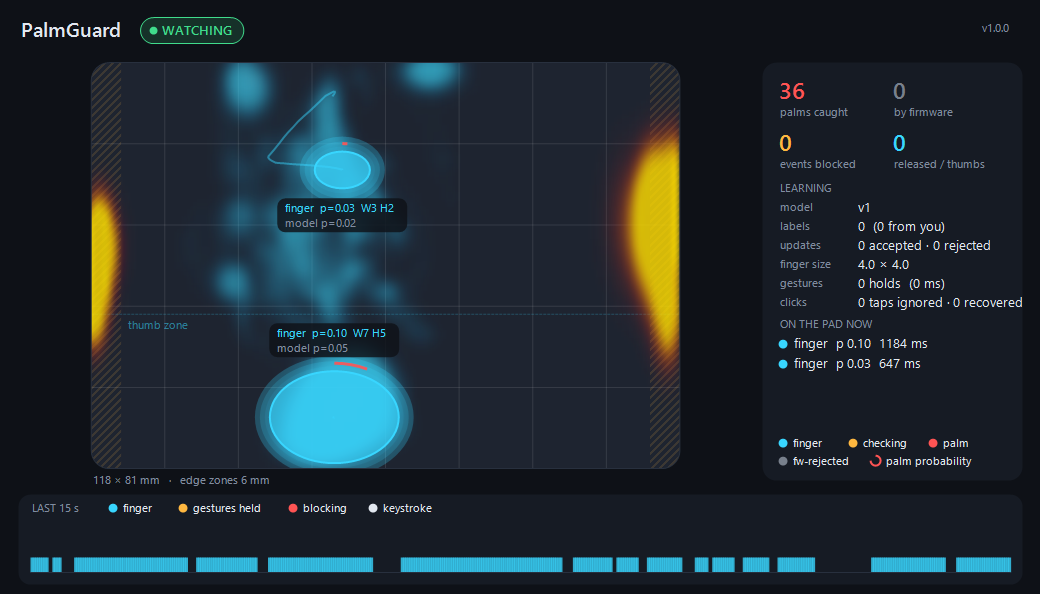 PalmGuard
WATCHING
v1.0.0
finger p=0.03 W3 H2
model p=0.02
thumb zone
finger p=0.10 W7 H5
model p=0.05
118 × 81 mm · edge zones 6 mm
36
palms caught
0
by firmware
0
events blocked
0
released / thumbs
LEARNING
model v1
labels 0 (0 from you)
updates 0 accepted · 0 rejected
finger size 4.0 × 4.0
gestures 0 holds (0 ms)
clicks 0 taps ignored · 0 recovered
ON THE PAD NOW
finger p 0.10 1184 ms
finger p 0.03 647 ms
finger checking palm
fw-rejected palm probability
LAST 15 s finger gestures held blocking keystroke